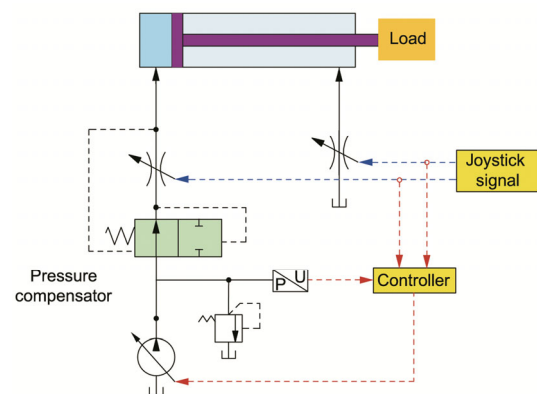 Load
Joystick
signal
Pressure
compensator
P
U
Controller